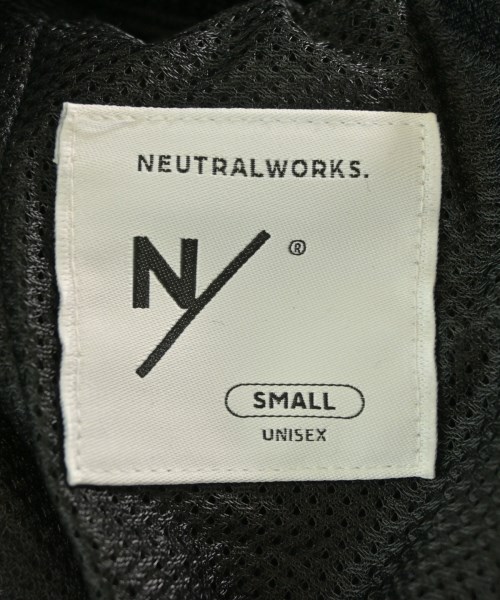 NEUTRALWORKS.
N/ ®
SMALL
UNISEX